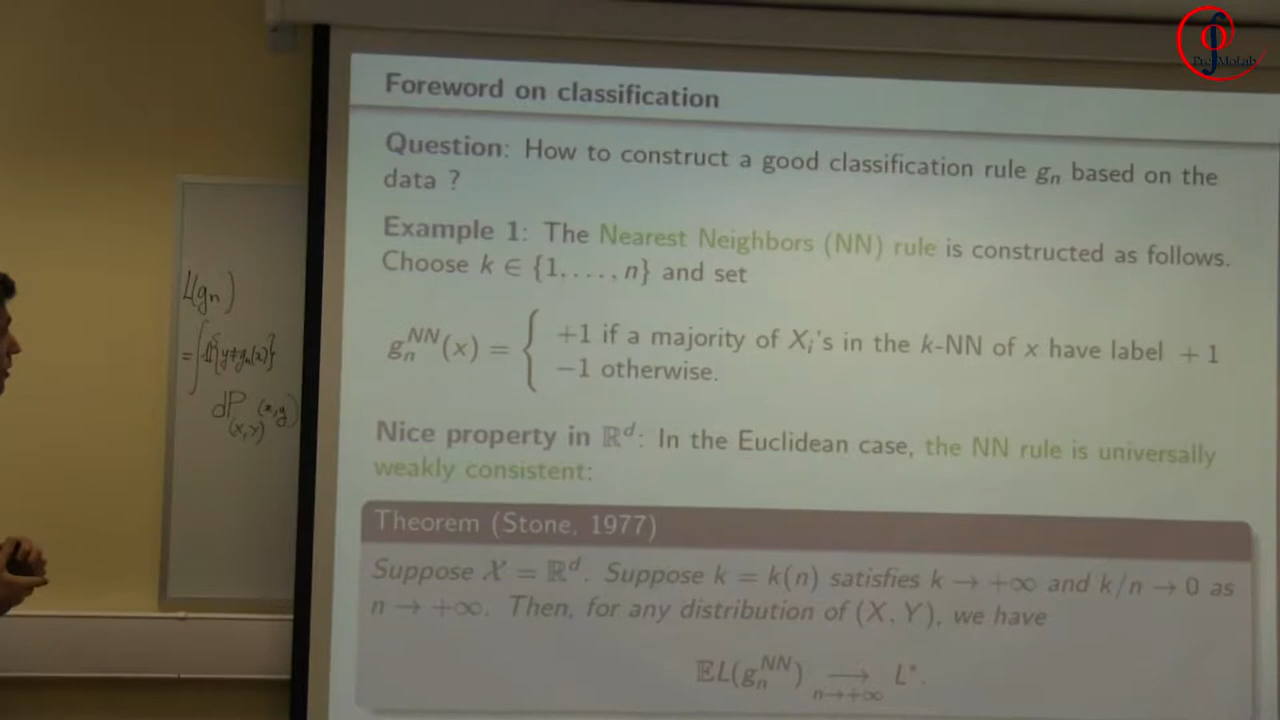 PreMoLab
Foreword on classification
Question: How to construct a good classification rule gₙ based on the
data ?
Example 1: The Nearest Neighbors (NN) rule is constructed as follows.
Choose k ∈ {1, . . . , n} and set
gₙᴺᴺ(x) = { +1 if a majority of Xᵢ's in the k-NN of x have label +1
−1 otherwise.
Nice property in ℝᵈ: In the Euclidean case, the NN rule is universally
weakly consistent:
Theorem (Stone, 1977)
Suppose 𝒳 = ℝᵈ. Suppose k = k(n) satisfies k → +∞ and k/n → 0 as
n → +∞. Then, for any distribution of (X, Y), we have
𝔼L(gₙᴺᴺ) ⟶ L*.
n→+∞
L(gₙ)
= ∫ 𝟙{y≠gₙ(x)}
dP (x,y)
(X,Y)